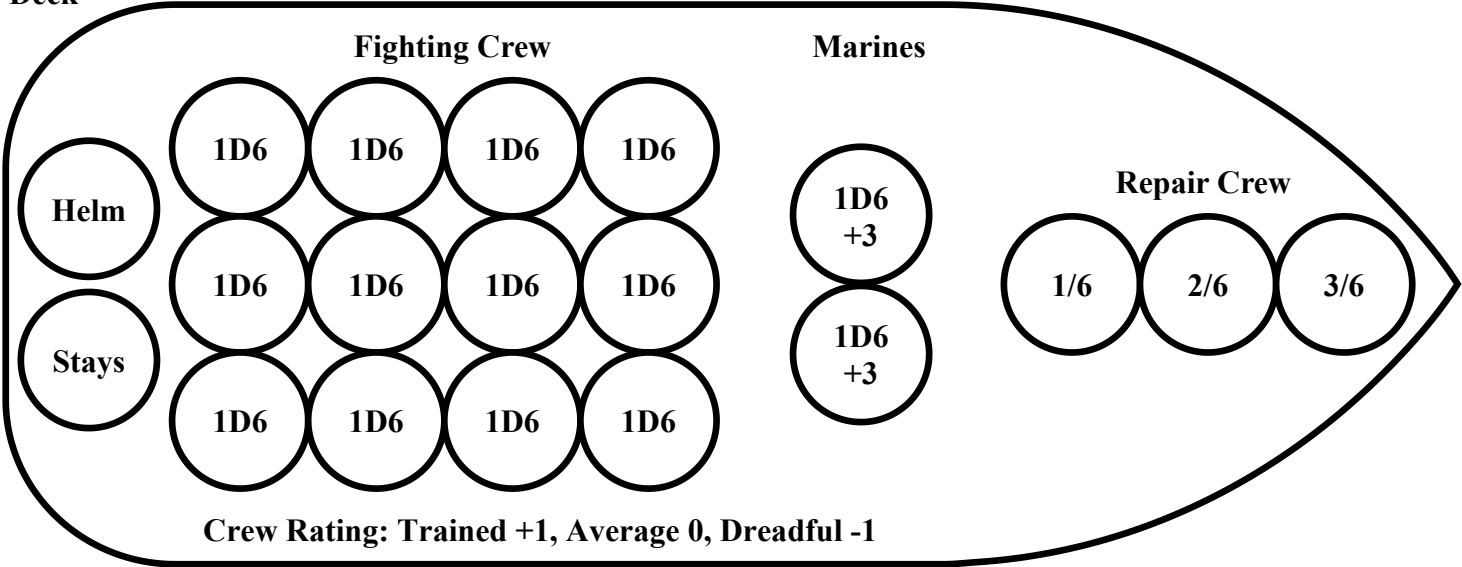 Deck
Fighting Crew
Marines
1D6 1D6 1D6 1D6
Helm
1D6
+3
Repair Crew
1D6 1D6 1D6 1D6
1/6 2/6 3/6
Stays
1D6
+3
1D6 1D6 1D6 1D6
Crew Rating: Trained +1, Average 0, Dreadful -1